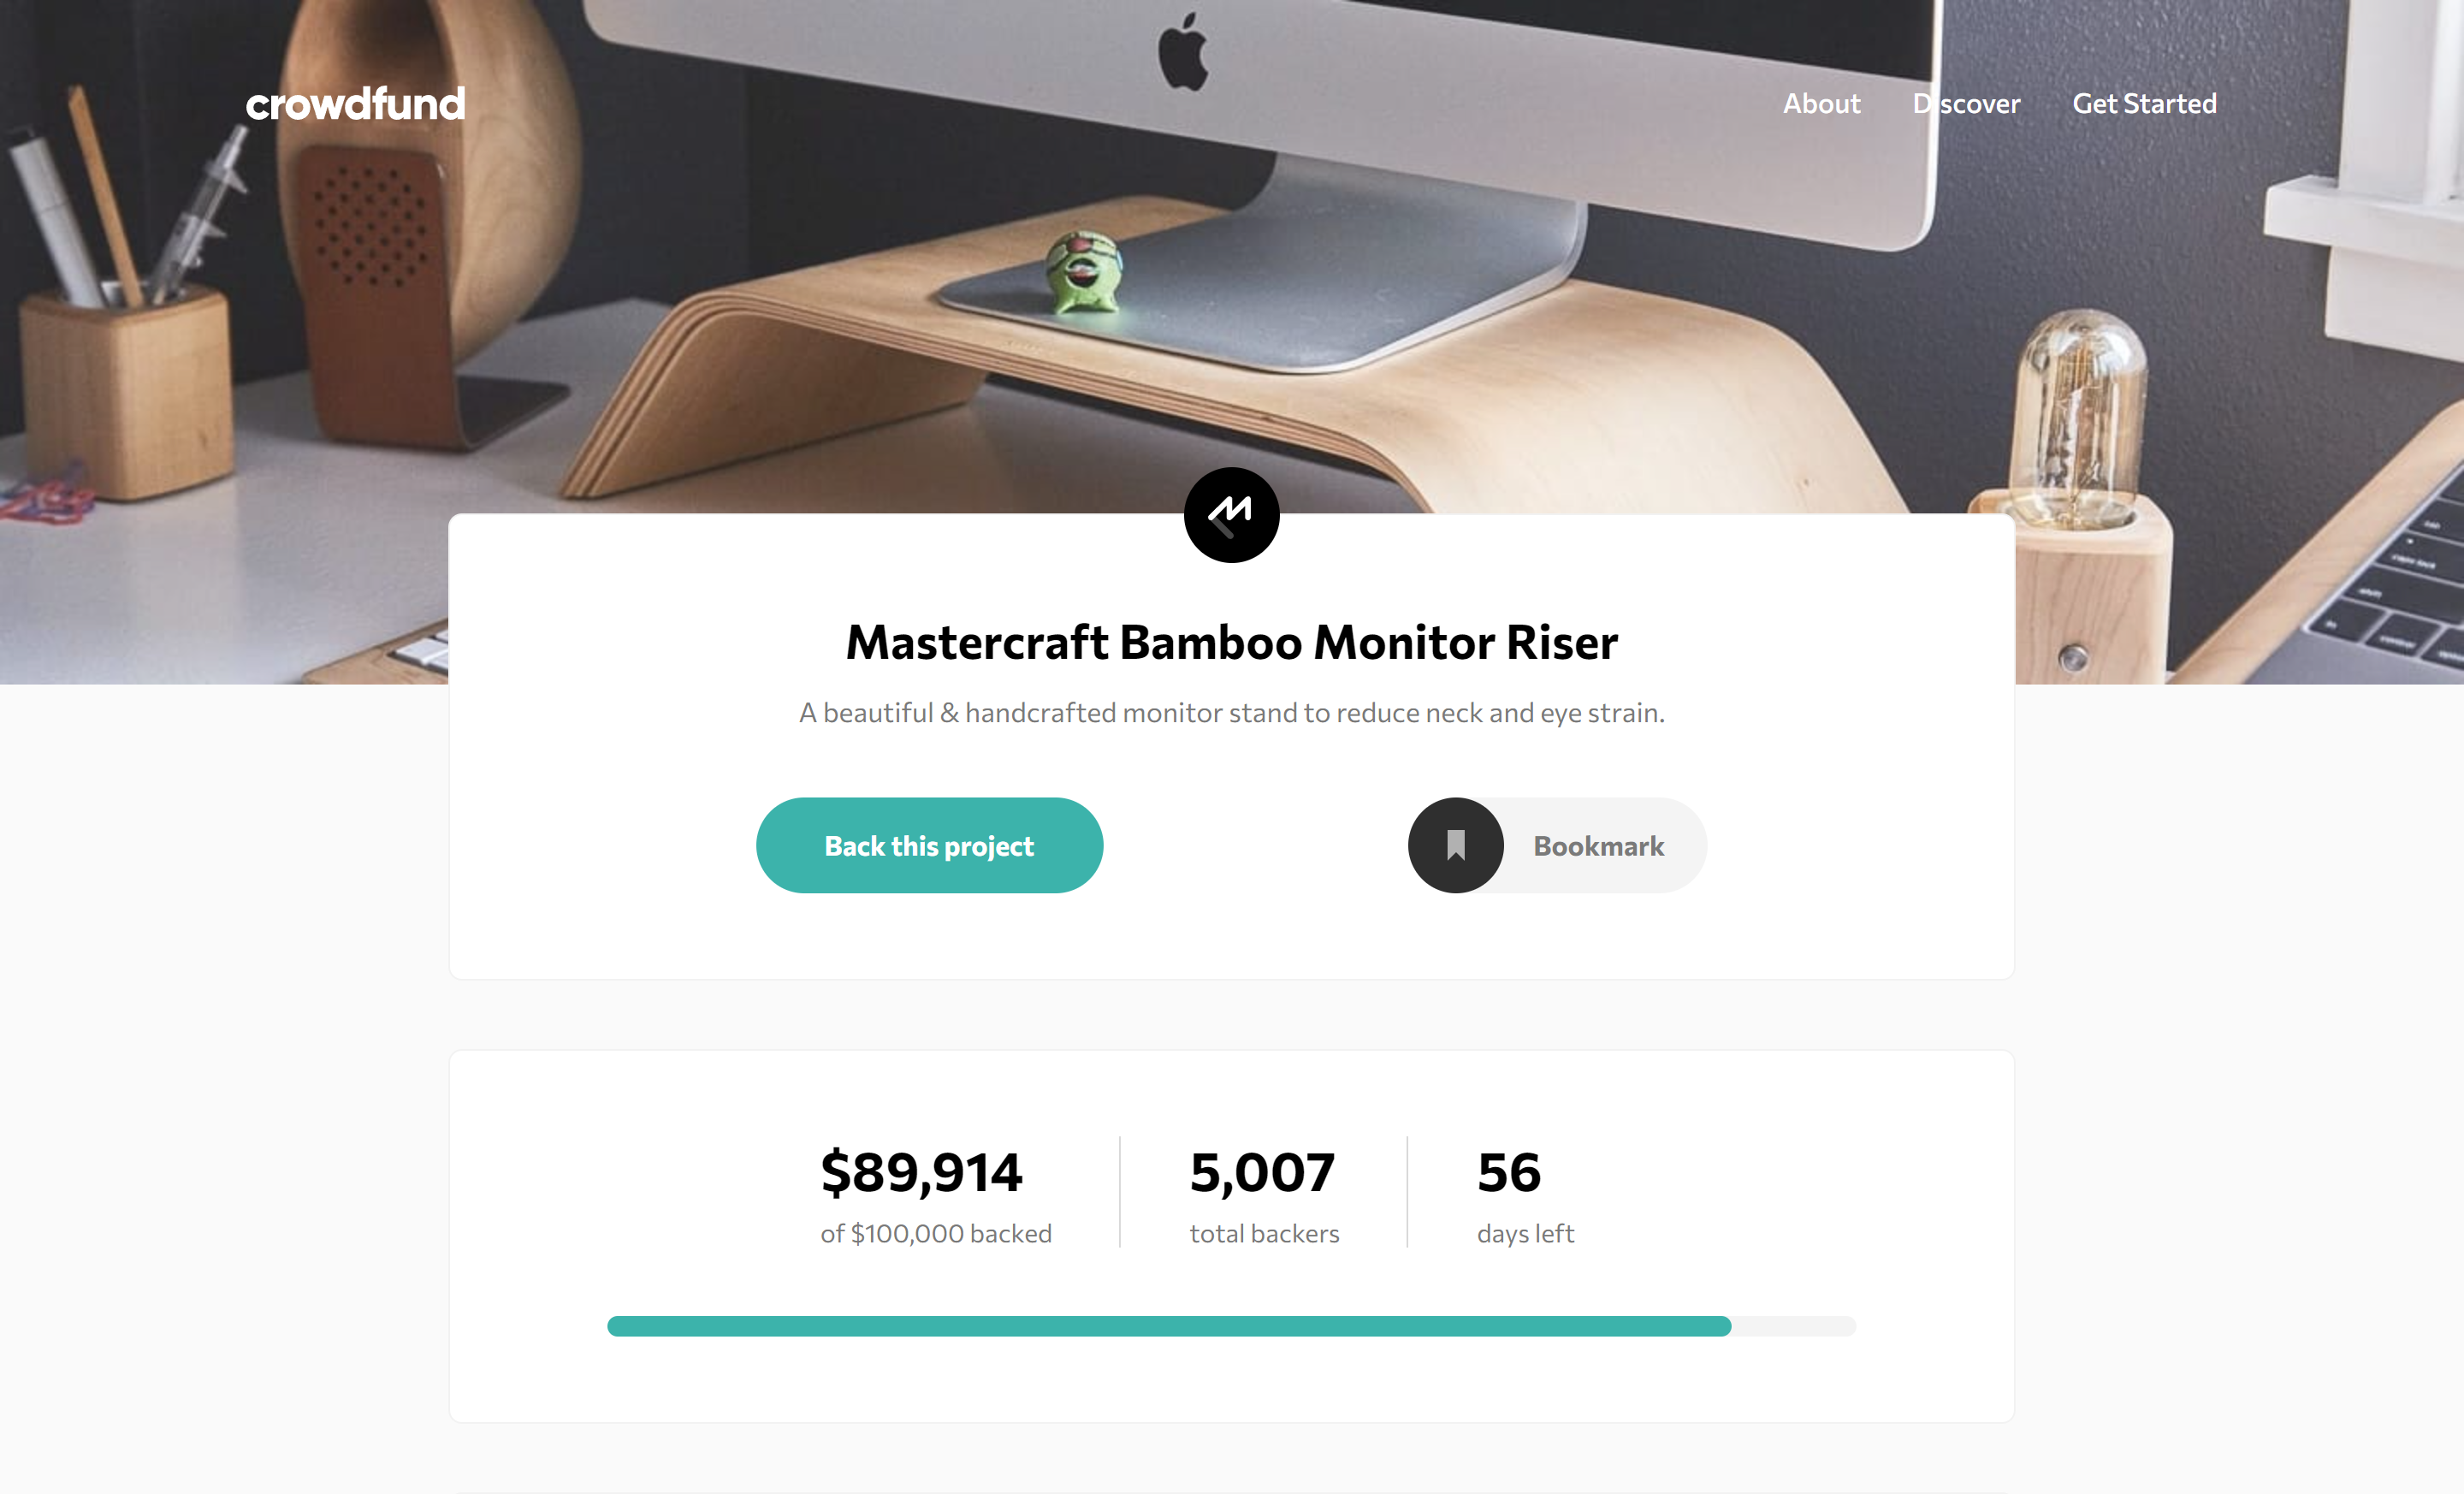 crowdfund
About Discover Get Started
Mastercraft Bamboo Monitor Riser
A beautiful & handcrafted monitor stand to reduce neck and eye strain.
Back this project
Bookmark
$89,914
of $100,000 backed
5,007
total backers
56
days left